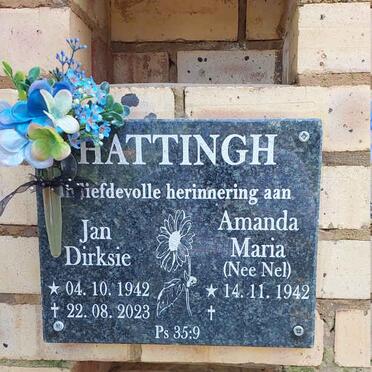 HATTINGH
In liefdevolle herinnering aan
Jan
Dirksie
★ 04. 10. 1942
† 22. 08. 2023
Amanda
Maria
(Nee Nel)
★ 14. 11. 1942
†
Ps 35:9